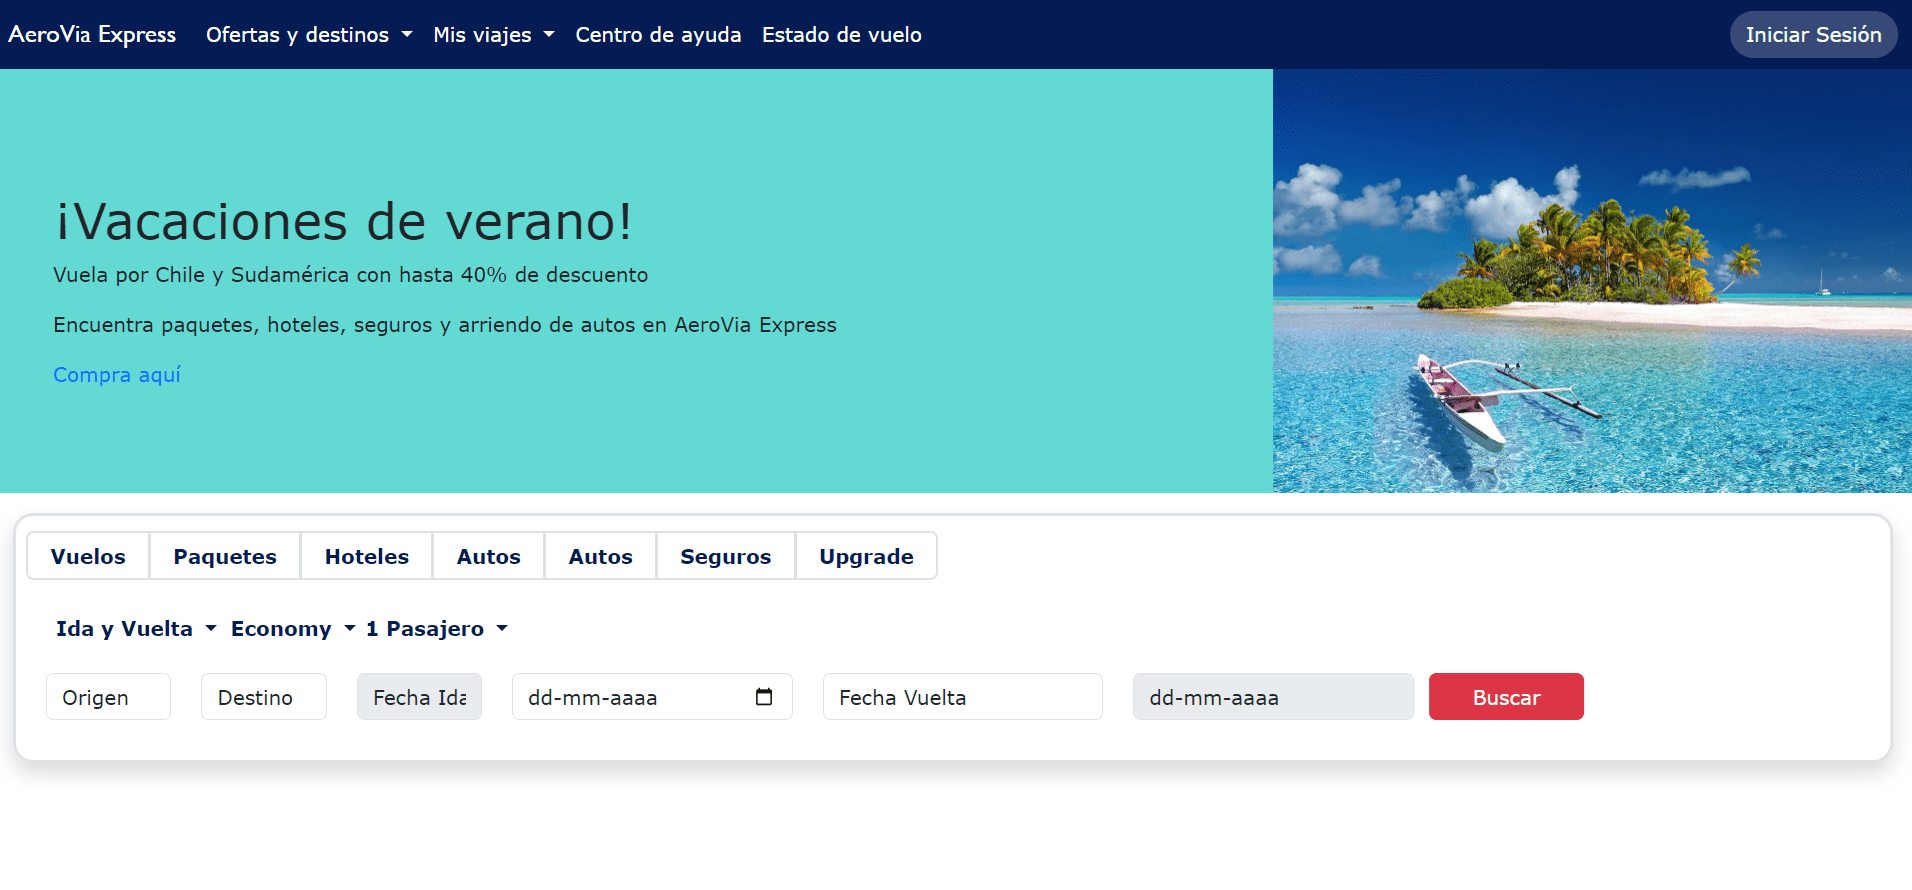 AeroVia Express Ofertas y destinos Mis viajes Centro de ayuda Estado de vuelo Iniciar Sesión
¡Vacaciones de verano!
Vuela por Chile y Sudamérica con hasta 40% de descuento
Encuentra paquetes, hoteles, seguros y arriendo de autos en AeroVia Express
Compra aquí
Vuelos Paquetes Hoteles Autos Autos Seguros Upgrade
Ida y Vuelta Economy 1 Pasajero
Origen Destino Fecha Ida dd-mm-aaaa Fecha Vuelta dd-mm-aaaa Buscar